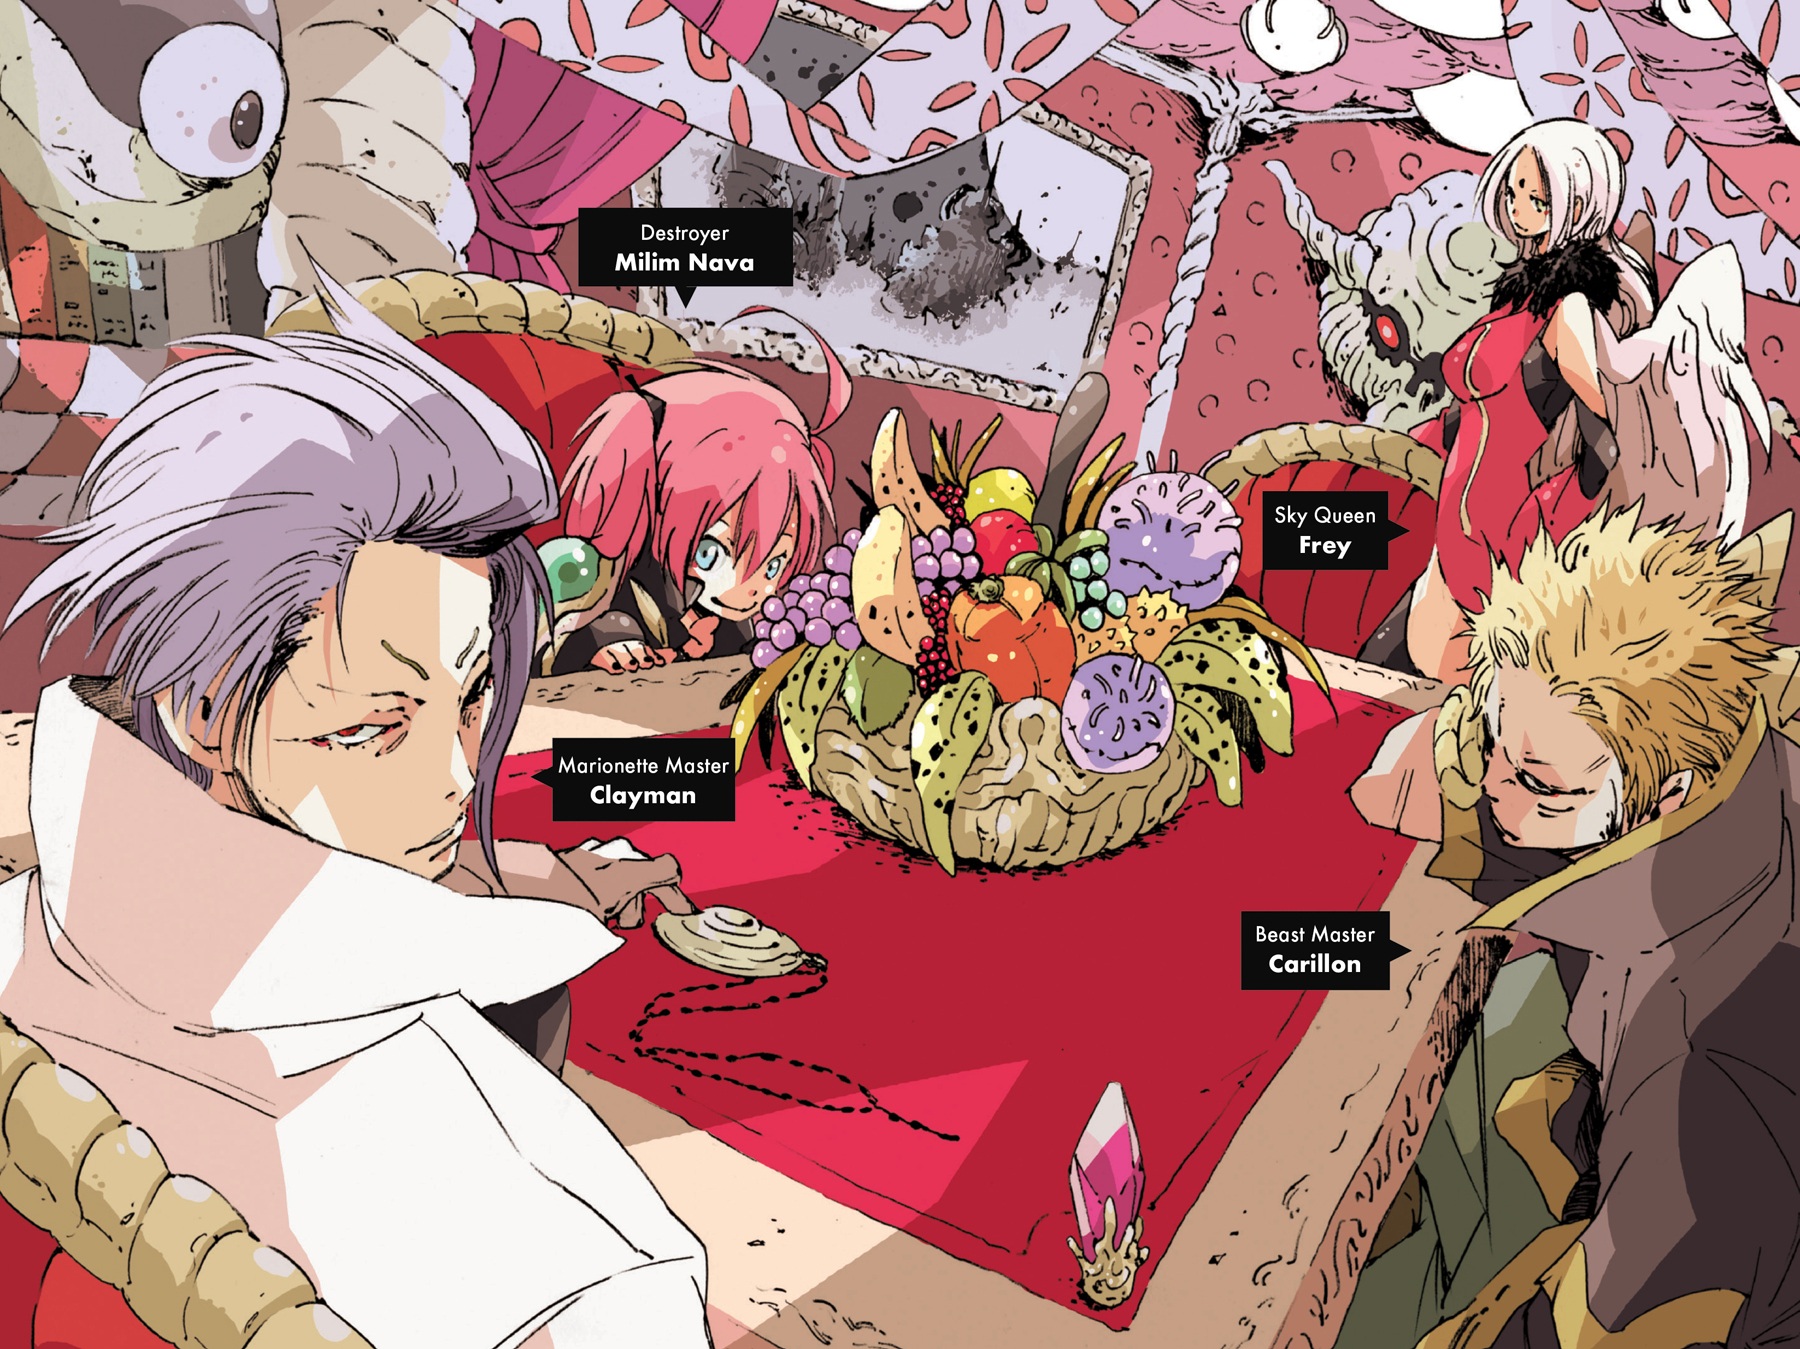 Destroyer
Milim Nava
Sky Queen
Frey
Marionette Master
Clayman
Beast Master
Carillon